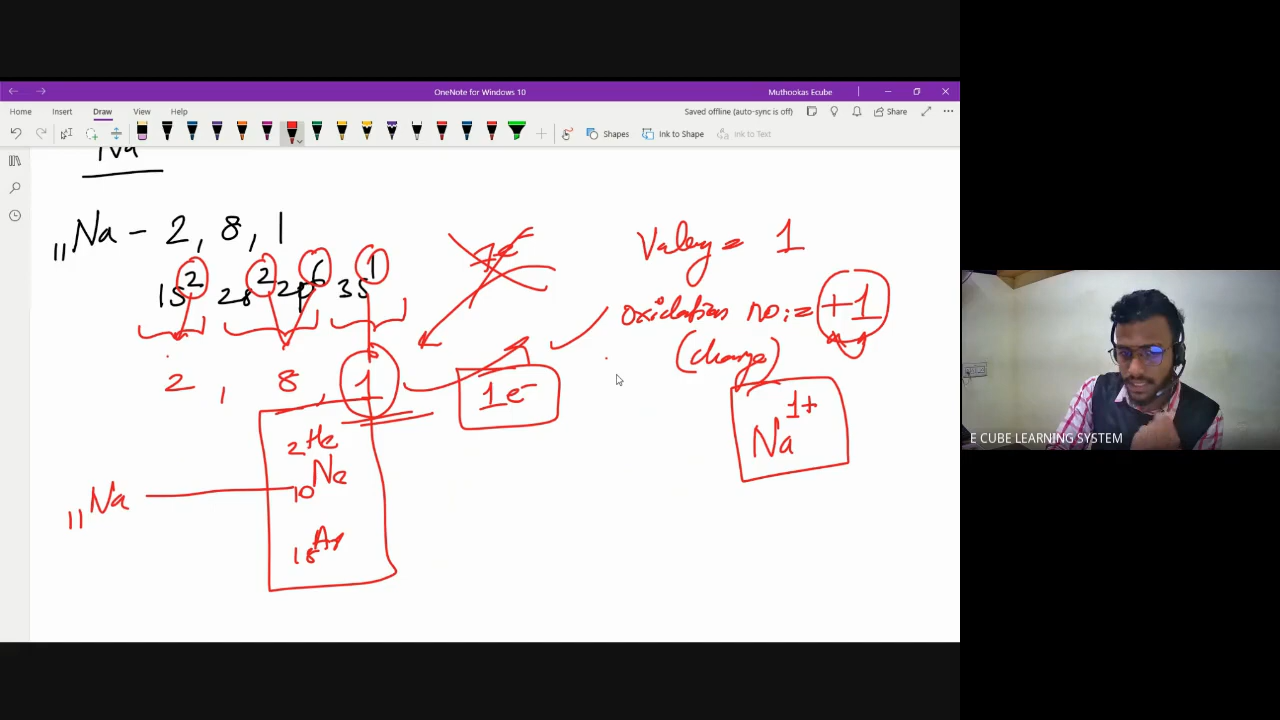 OneNote for Windows 10
Muthookas Ecube
Home Insert Draw View Help
Saved offline (auto-sync is off)
Share
Shapes
Ink to Shape
Ink to Text
Na
11Na - 2, 8, 1
1s2 2s2 2p6 3s1
2, 8, 1
1e-
Valency = 1
oxidation no:= +1
(charge)
Na1+
2He
10Ne
11Na
18Ar
E CUBE LEARNING SYSTEM